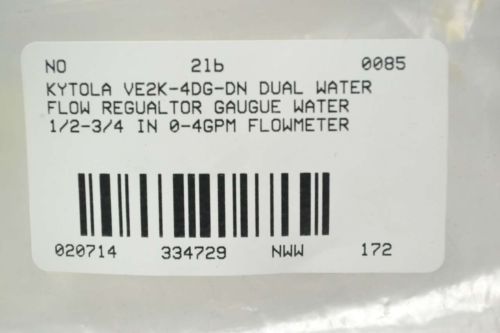 NO 21b 0085
KYTOLA VE2K-4DG-DN DUAL WATER
FLOW REGUALTOR GAUGUE WATER
1/2-3/4 IN 0-4GPM FLOWMETER
020714 334729 NWW 172